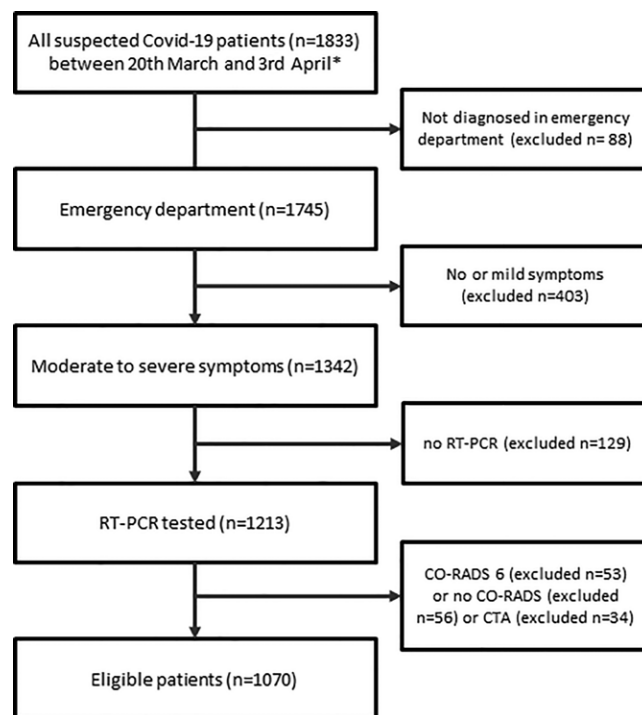 All suspected Covid-19 patients (n=1833)
between 20th March and 3rd April*
Not diagnosed in emergency
department (excluded n= 88)
Emergency department (n=1745)
No or mild symptoms
(excluded n=403)
Moderate to severe symptoms (n=1342)
no RT-PCR (excluded n=129)
RT-PCR tested (n=1213)
CO-RADS 6 (excluded n=53)
or no CO-RADS (excluded
n=56) or CTA (excluded n=34)
Eligible patients (n=1070)